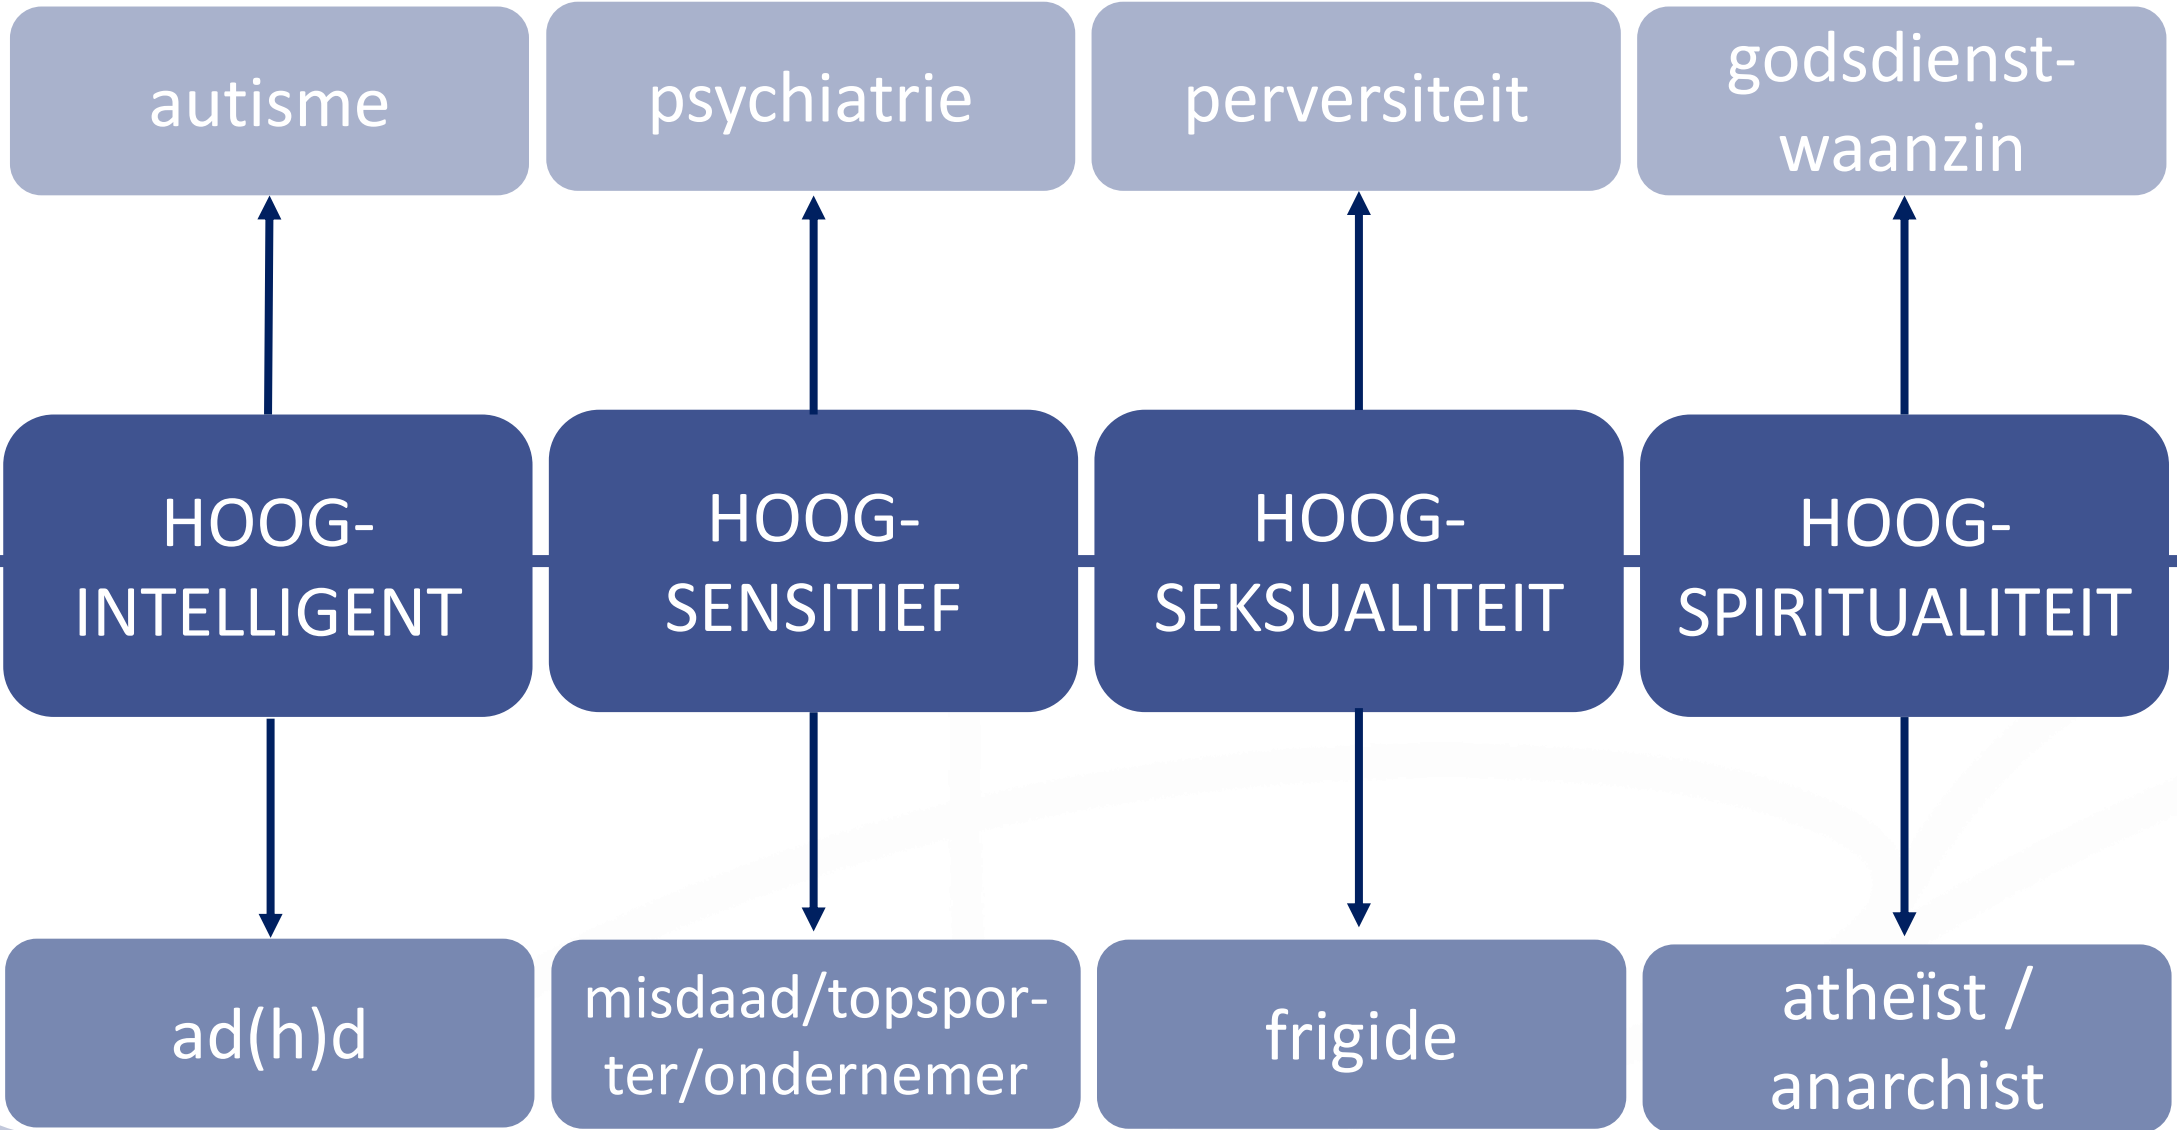 autisme
psychiatrie
perversiteit
godsdienst-
waanzin
HOOG-
INTELLIGENT
HOOG-
SENSITIEF
HOOG-
SEKSUALITEIT
HOOG-
SPIRITUALITEIT
ad(h)d
misdaad/topspor-
ter/ondernemer
frigide
atheïst /
anarchist